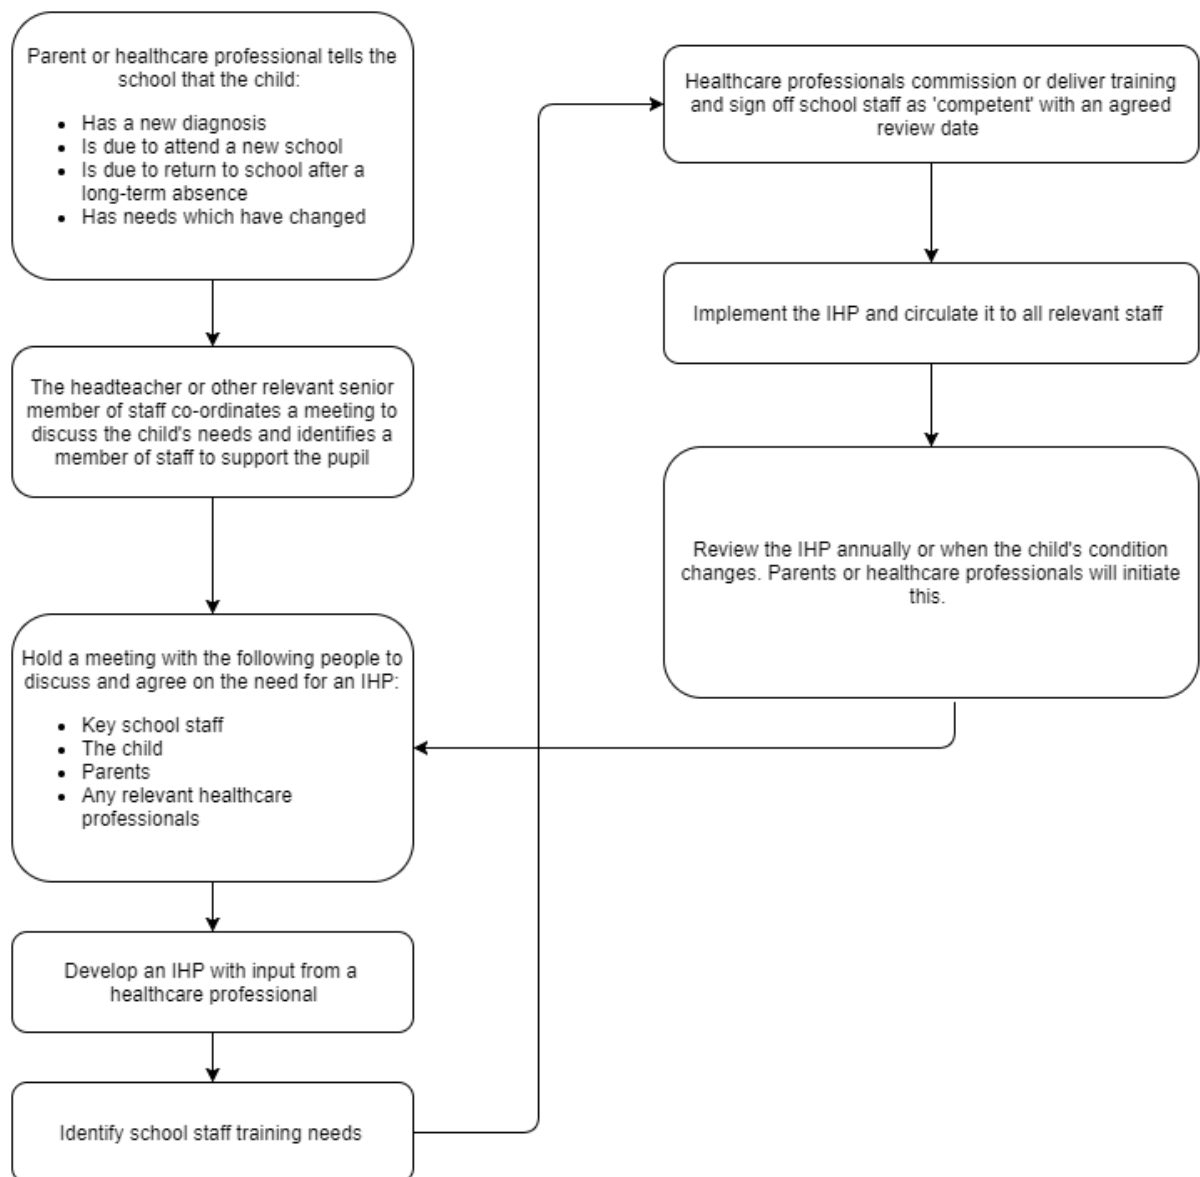 Parent or healthcare professional tells the
school that the child:
• Has a new diagnosis
• Is due to attend a new school
• Is due to return to school after a
long-term absence
• Has needs which have changed
The headteacher or other relevant senior
member of staff co-ordinates a meeting to
discuss the child's needs and identifies a
member of staff to support the pupil
Hold a meeting with the following people to
discuss and agree on the need for an IHP:
• Key school staff
• The child
• Parents
• Any relevant healthcare
professionals
Develop an IHP with input from a
healthcare professional
Identify school staff training needs
Healthcare professionals commission or deliver training
and sign off school staff as 'competent' with an agreed
review date
Implement the IHP and circulate it to all relevant staff
Review the IHP annually or when the child's condition
changes. Parents or healthcare professionals will initiate
this.